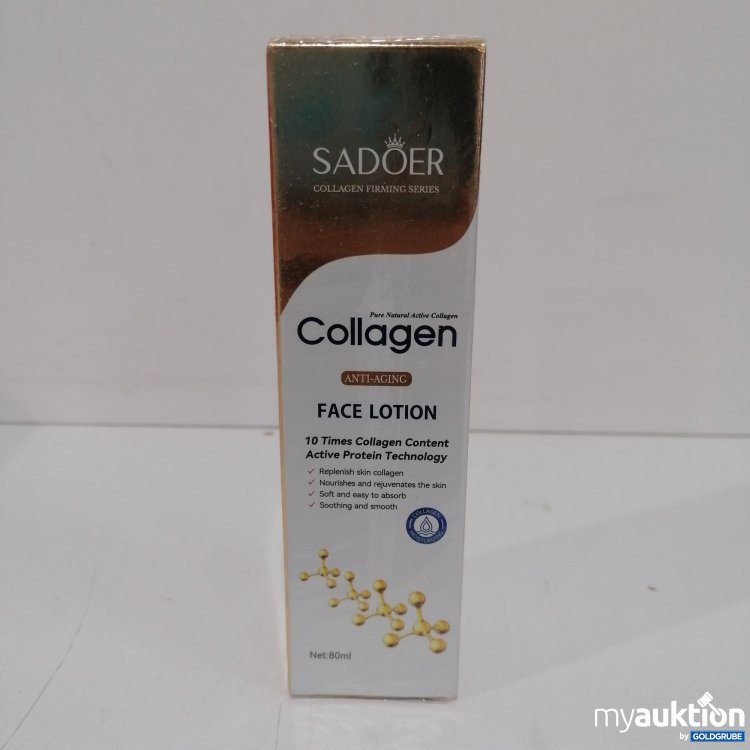 SADOER
COLLAGEN FIRMING SERIES
Pure Natural Active Collagen
Collagen
ANTI-AGING
FACE LOTION
10 Times Collagen Content
Active Protein Technology
✓ Replenish skin collagen
✓ Nourishes and rejuvenates the skin
✓ Soft and easy to absorb
✓ Soothing and smooth
COLLAGEN
MOISTURIZING
Net:80ml
myauktion
by GOLDGRUBE